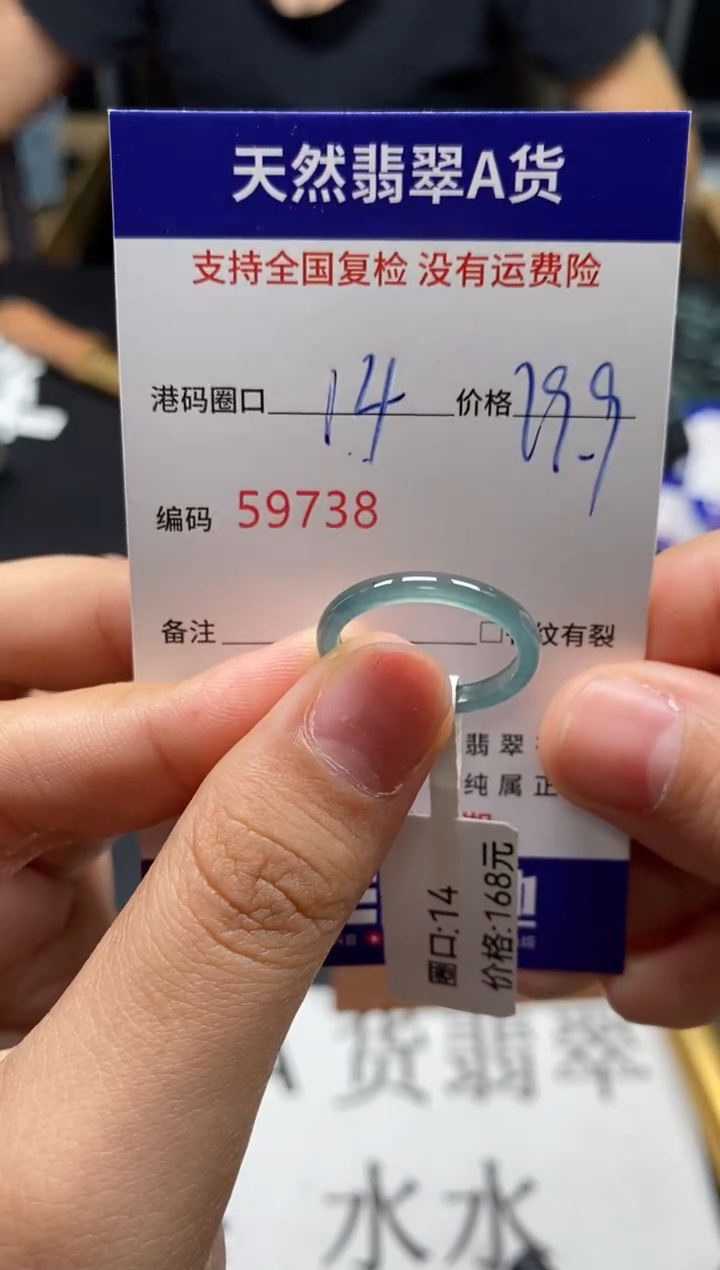 天然翡翠A货
支持全国复检 没有运费险
港码圈口 14 价格
编码 59738
备注 □ 纹有裂
翡翠
纯属正
圈口:14
价格:168元
A货翡翠
水水